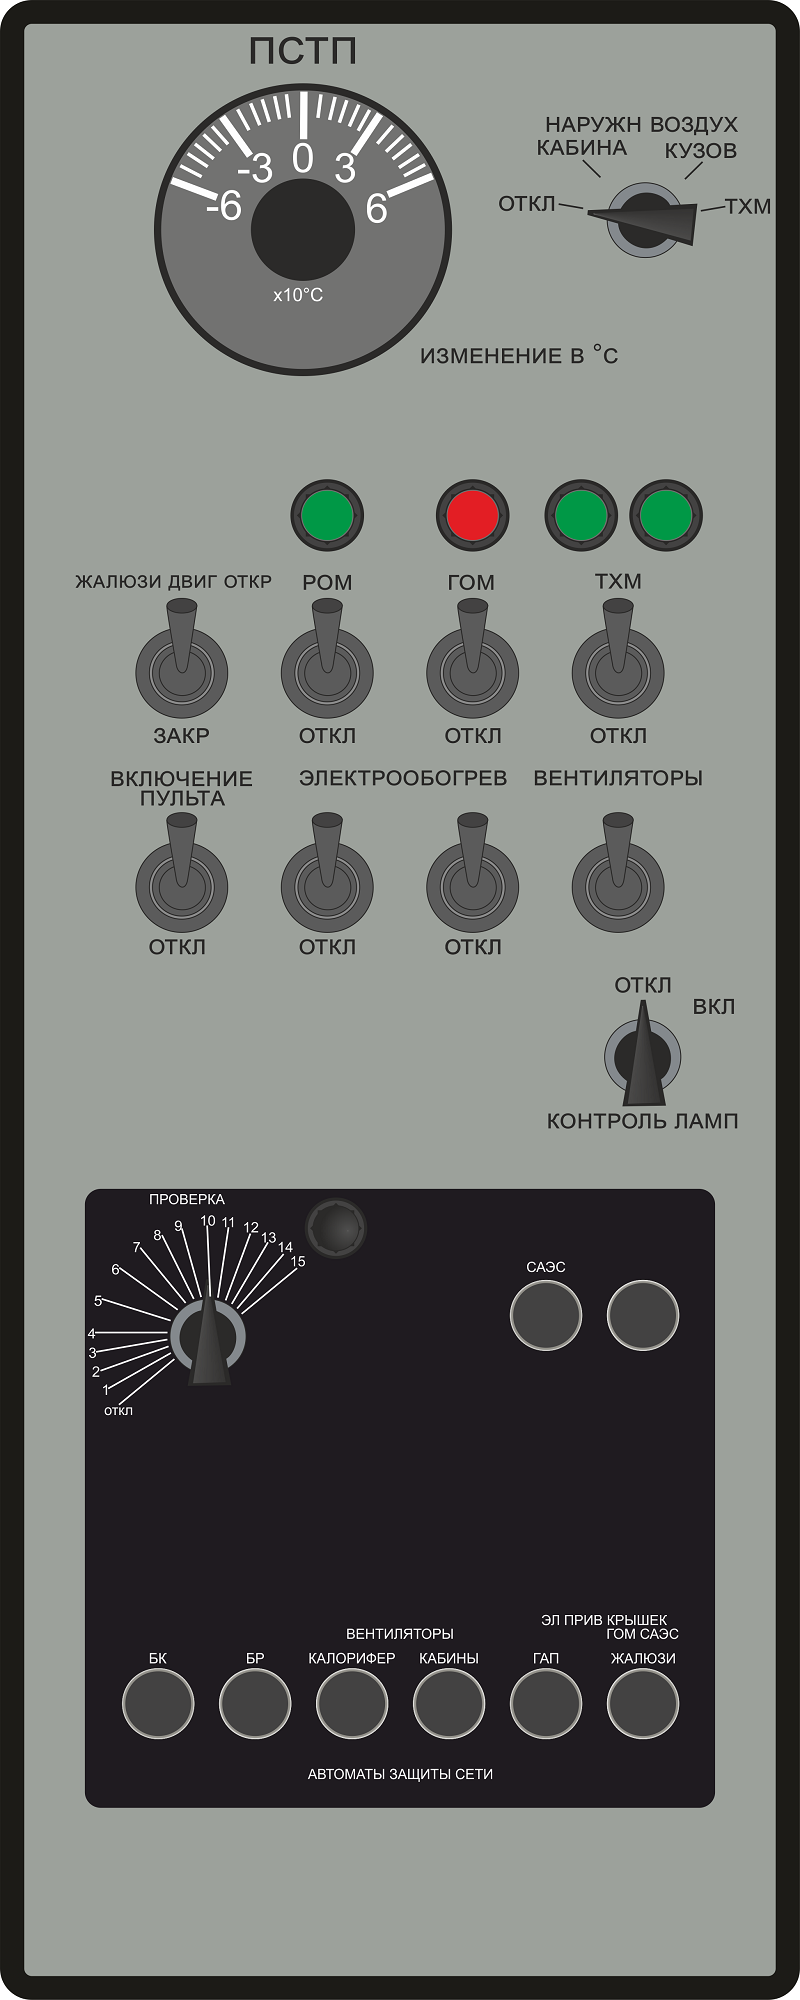 ПСТП
-6 -3 0 3 6
x10°C
НАРУЖН ВОЗДУХ
КАБИНА КУЗОВ
ОТКЛ ТХМ
ИЗМЕНЕНИЕ В °С
ЖАЛЮЗИ ДВИГ ОТКР РОМ ГОМ ТХМ
ЗАКР ОТКЛ ОТКЛ ОТКЛ
ВКЛЮЧЕНИЕ ЭЛЕКТРООБОГРЕВ ВЕНТИЛЯТОРЫ
ПУЛЬТА
ОТКЛ ОТКЛ ОТКЛ
ОТКЛ
ВКЛ
КОНТРОЛЬ ЛАМП
ПРОВЕРКА
откл 1 2 3 4 5 6 7 8 9 10 11 12 13 14 15
САЭС
ЭЛ ПРИВ КРЫШЕК
ВЕНТИЛЯТОРЫ ГОМ САЭС
БК БР КАЛОРИФЕР КАБИНЫ ГАП ЖАЛЮЗИ
АВТОМАТЫ ЗАЩИТЫ СЕТИ